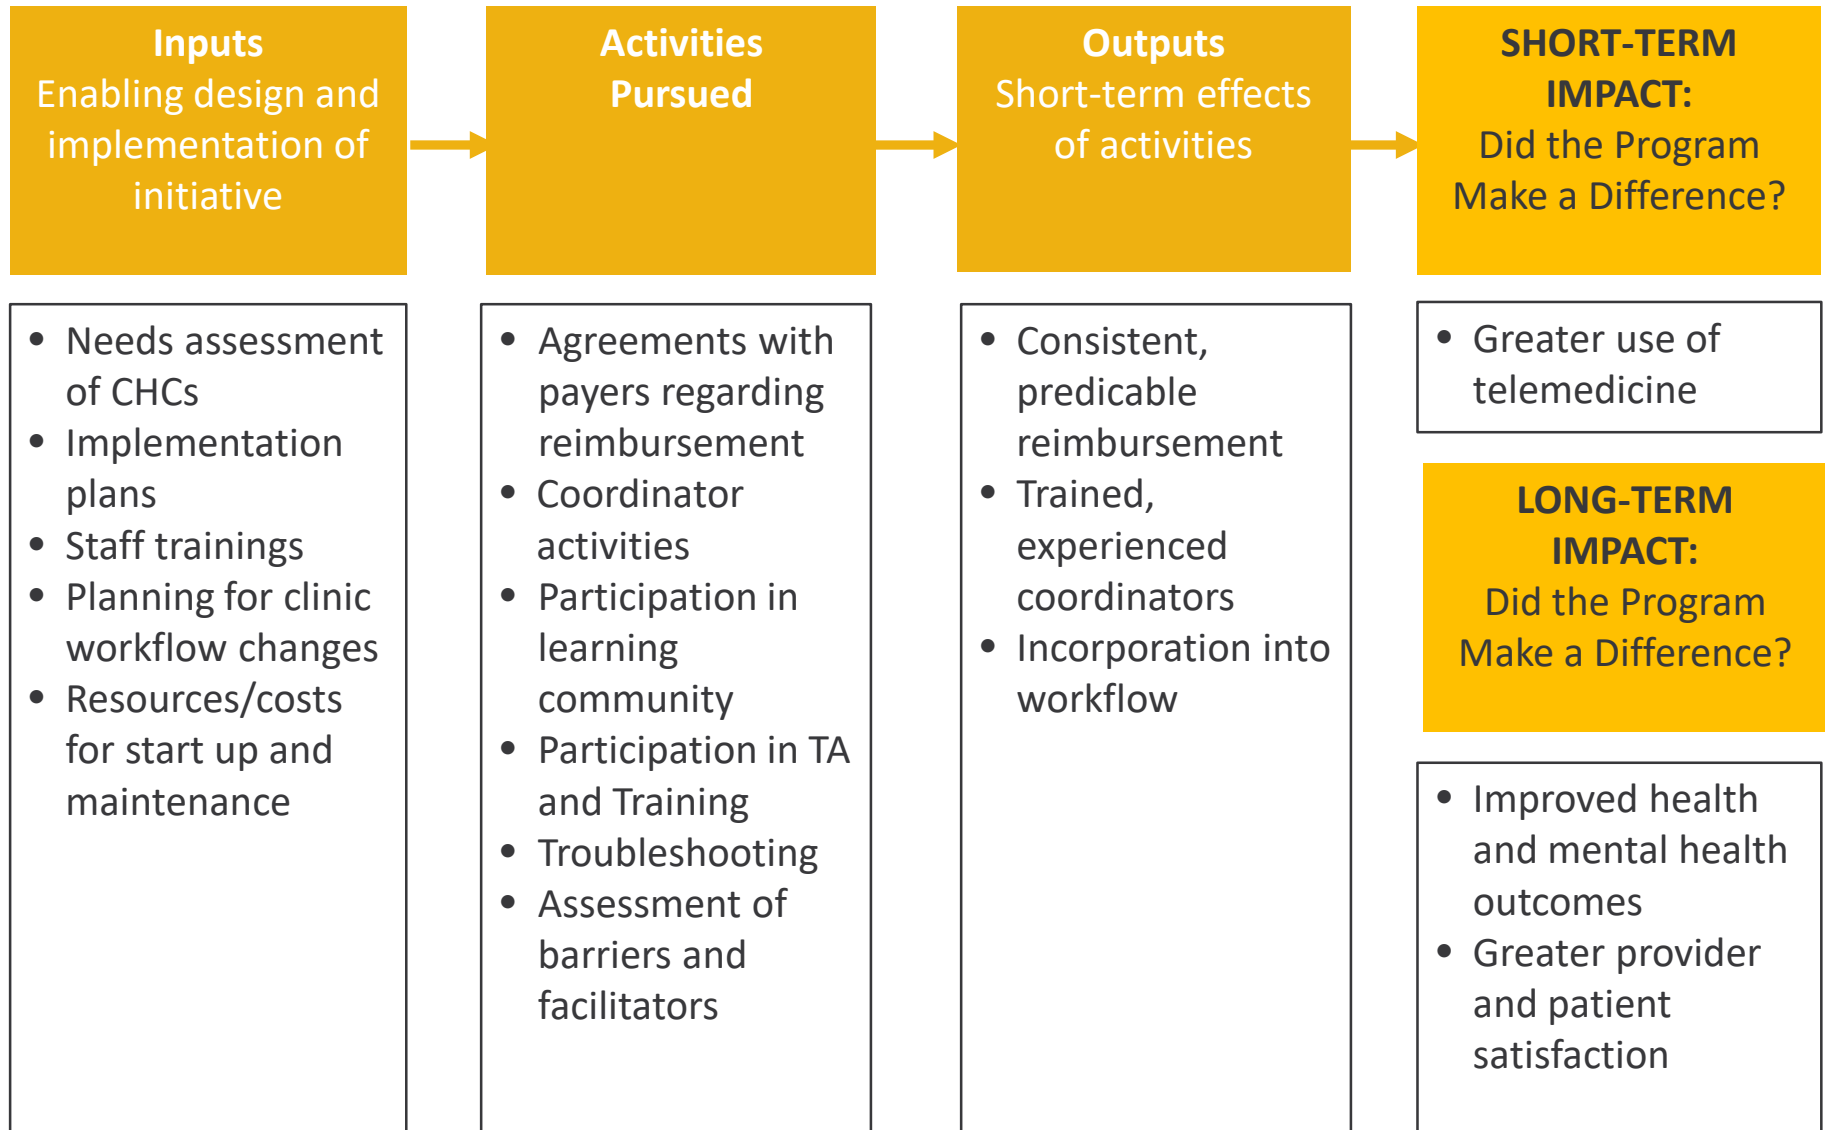 Inputs
Enabling design and
implementation of
initiative
Activities
Pursued
Outputs
Short-term effects
of activities
SHORT-TERM
IMPACT:
Did the Program
Make a Difference?
• Needs assessment
of CHCs
• Implementation
plans
• Staff trainings
• Planning for clinic
workflow changes
• Resources/costs
for start up and
maintenance
• Agreements with
payers regarding
reimbursement
• Coordinator
activities
• Participation in
learning
community
• Participation in TA
and Training
• Troubleshooting
• Assessment of
barriers and
facilitators
• Consistent,
predicable
reimbursement
• Trained,
experienced
coordinators
• Incorporation into
workflow
• Greater use of
telemedicine
LONG-TERM
IMPACT:
Did the Program
Make a Difference?
• Improved health
and mental health
outcomes
• Greater provider
and patient
satisfaction